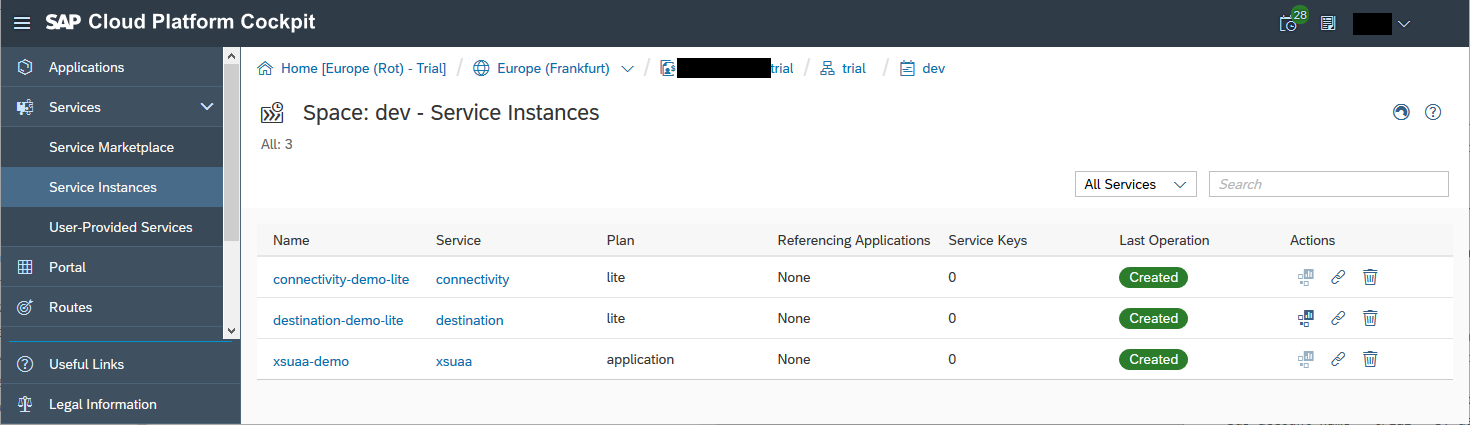 SAP Cloud Platform Cockpit
28
Applications
Services
Service Marketplace
Service Instances
User-Provided Services
Portal
Routes
Useful Links
Legal Information
Home [Europe (Rot) - Trial] / Europe (Frankfurt) / trial / trial / dev
Space: dev - Service Instances
All: 3
All Services Search
Name Service Plan Referencing Applications Service Keys Last Operation Actions
connectivity-demo-lite connectivity lite None 0 Created
destination-demo-lite destination lite None 0 Created
xsuaa-demo xsuaa application None 0 Created